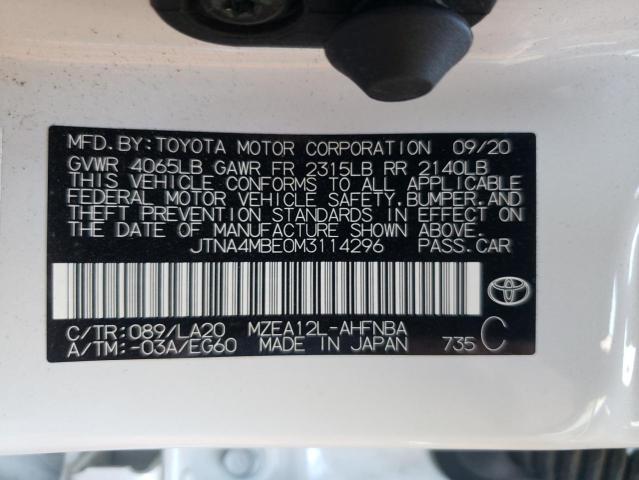 MFD. BY:TOYOTA MOTOR CORPORATION 09/20
GVWR 4065LB GAWR FR 2315LB RR 2140LB
THIS VEHICLE CONFORMS TO ALL APPLICABLE
FEDERAL MOTOR VEHICLE SAFETY, BUMPER, AND
THEFT PREVENTION STANDARDS IN EFFECT ON
THE DATE OF MANUFACTURE SHOWN ABOVE.
JTNA4MBE0M3114296 PASS.CAR
C/TR:089/LA20 MZEA12L-AHFNBA
A/TM:-03A/EG60 MADE IN JAPAN 735 C